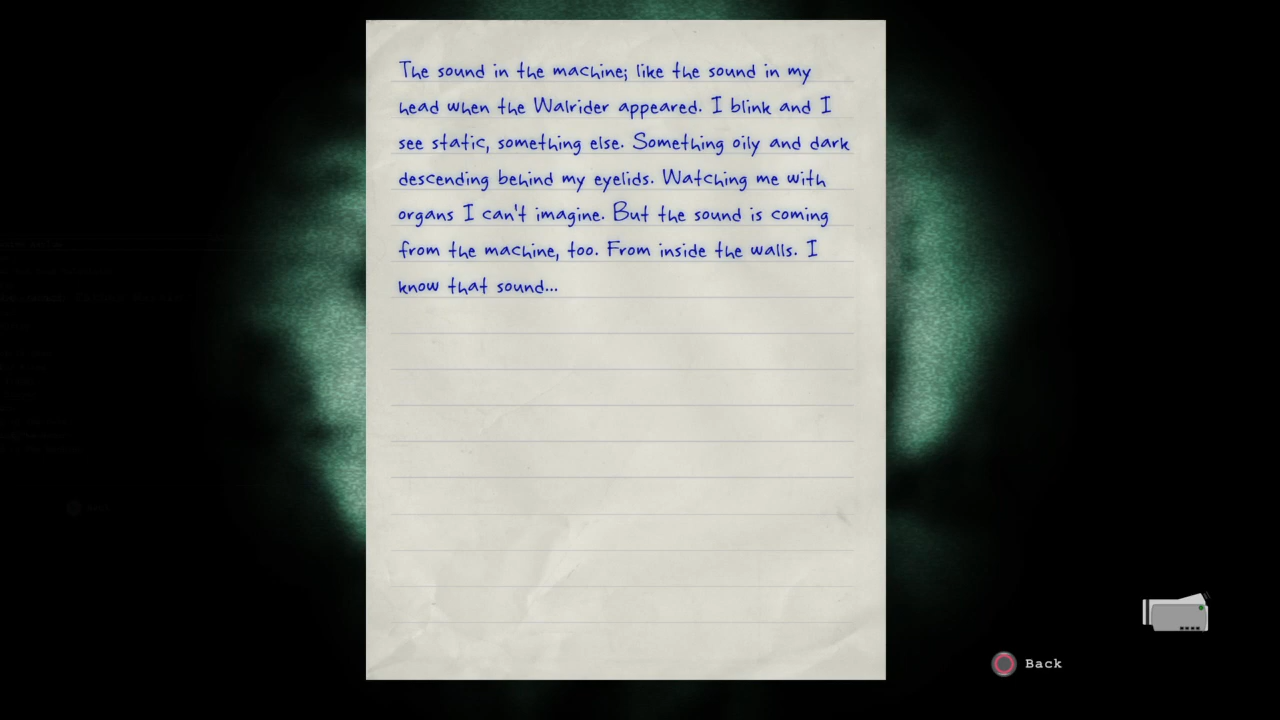 The sound in the machine; like the sound in my
head when the Walrider appeared. I blink and I
see static, something else. Something oily and dark
descending behind my eyelids. Watching me with
organs I can't imagine. But the sound is coming
from the machine, too. From inside the walls. I
know that sound...
Back